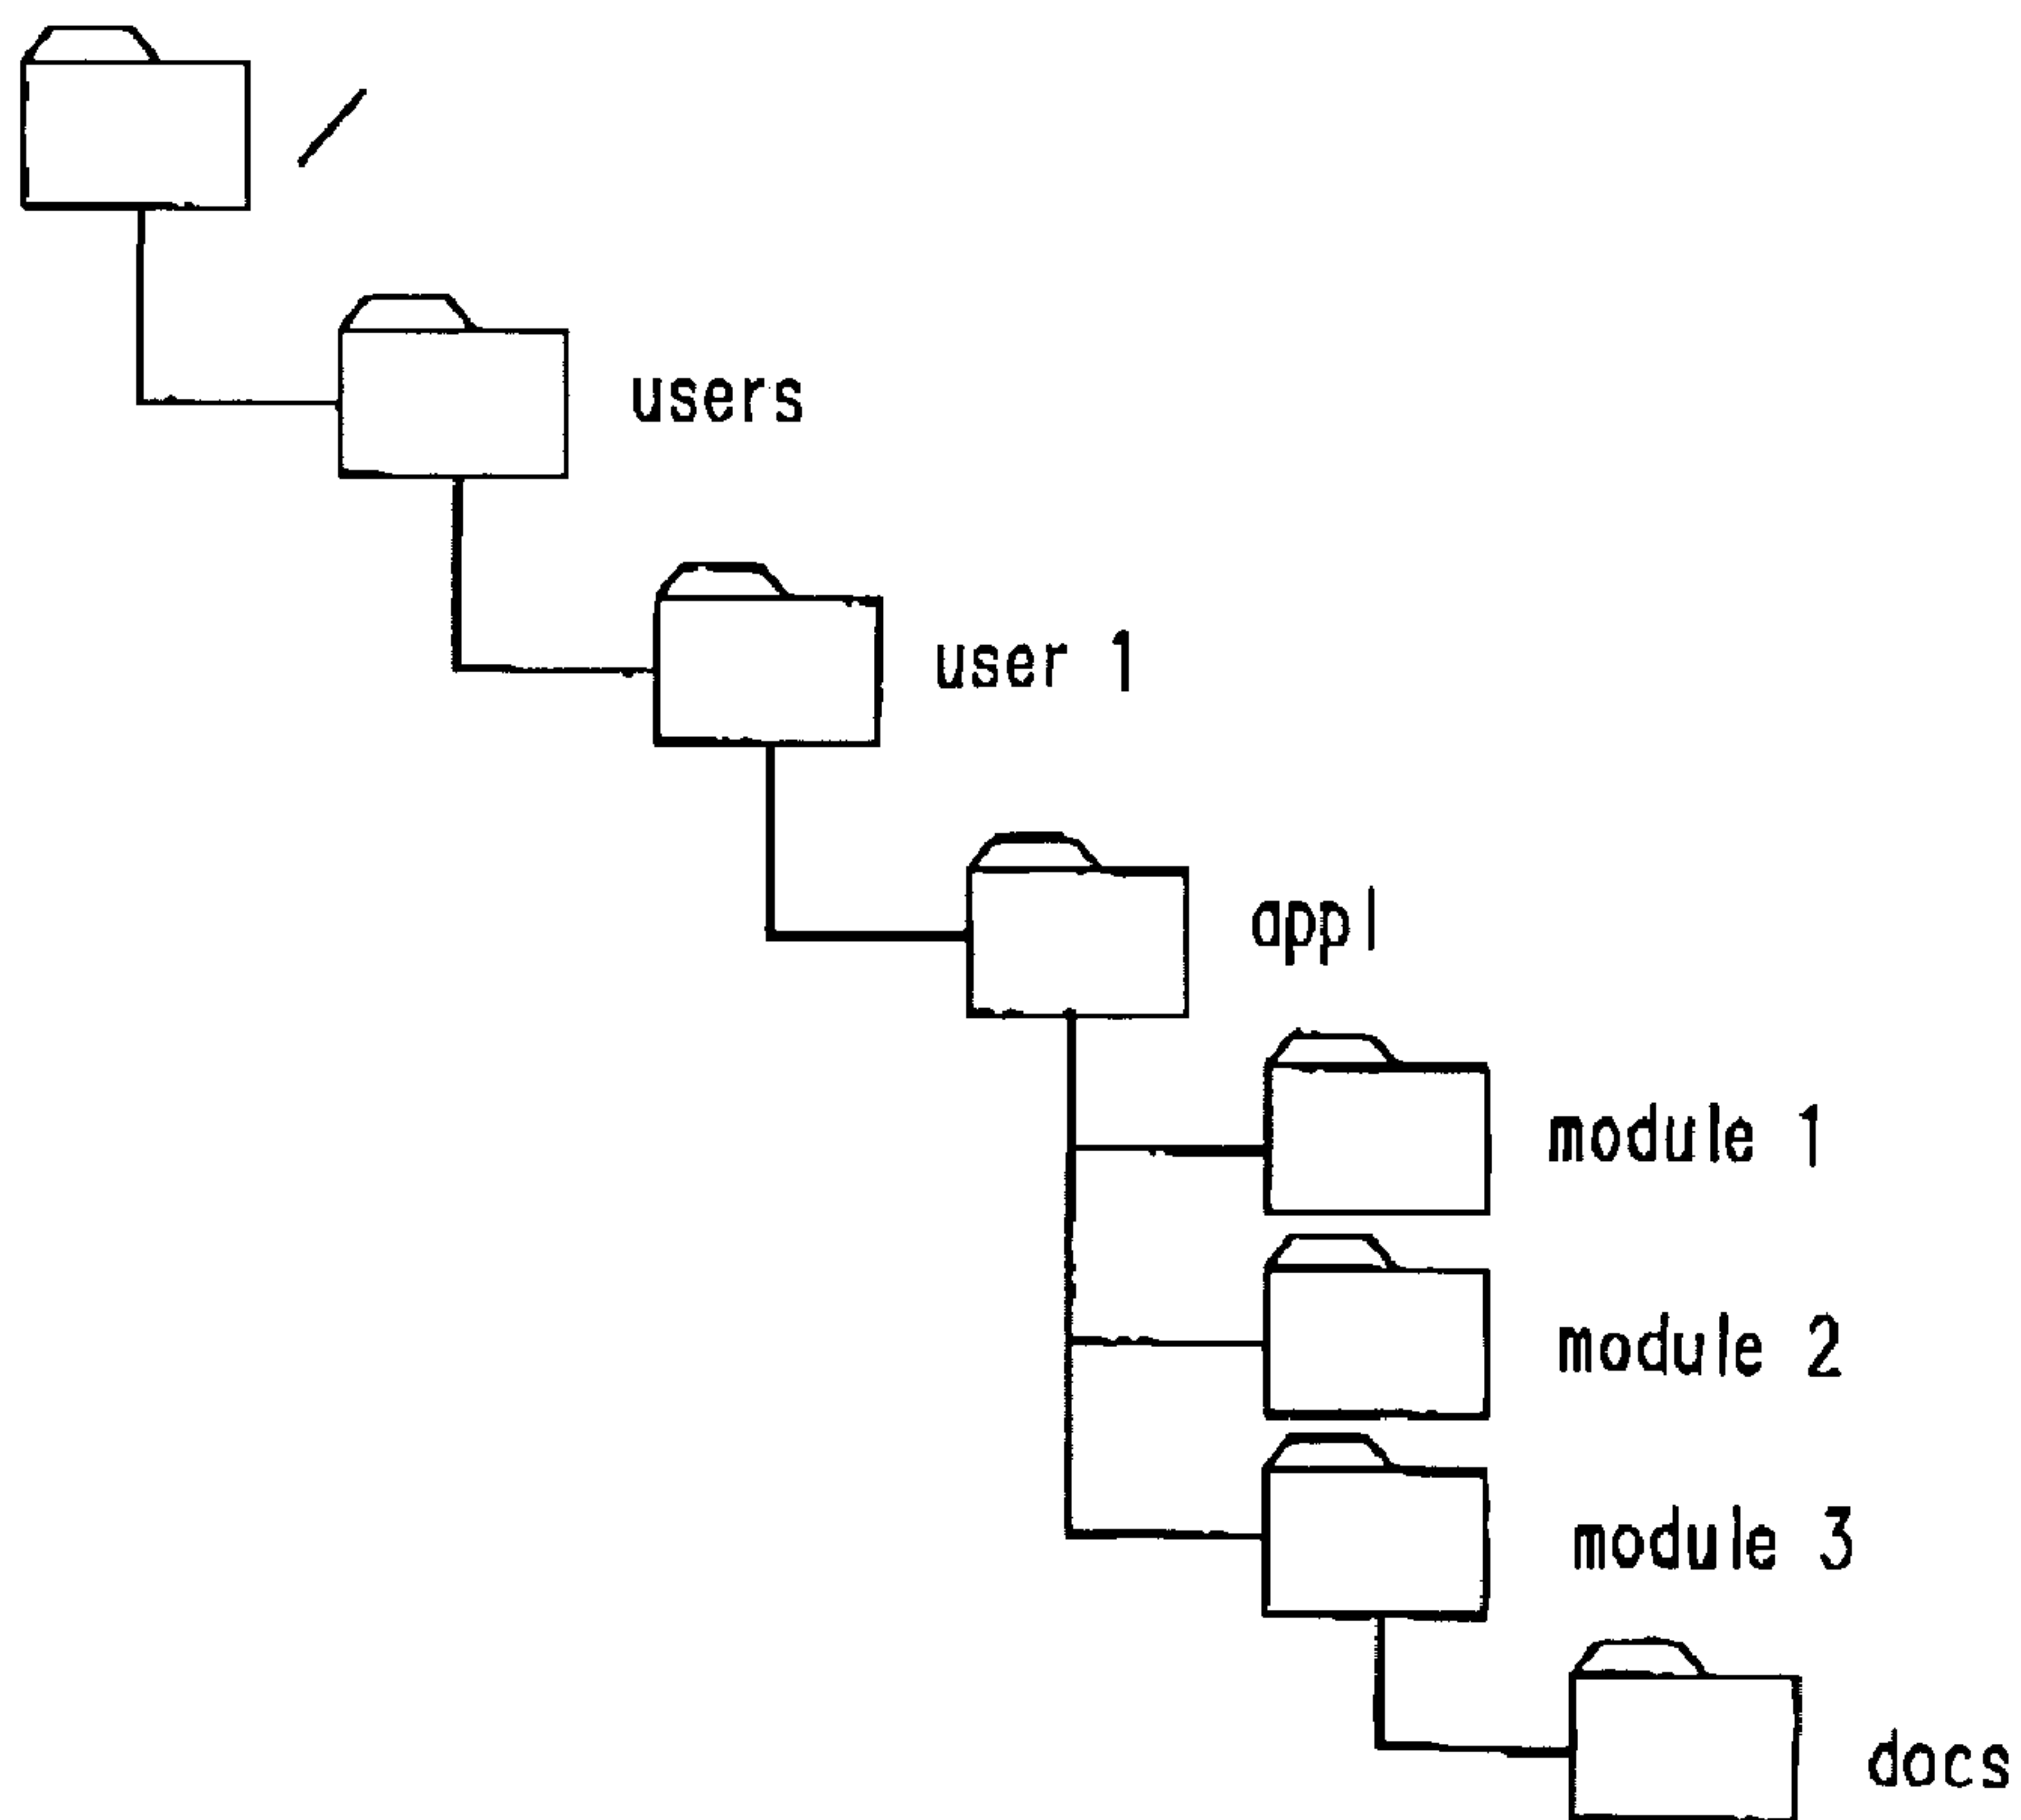 /
users
user 1
appl
module 1
module 2
module 3
docs